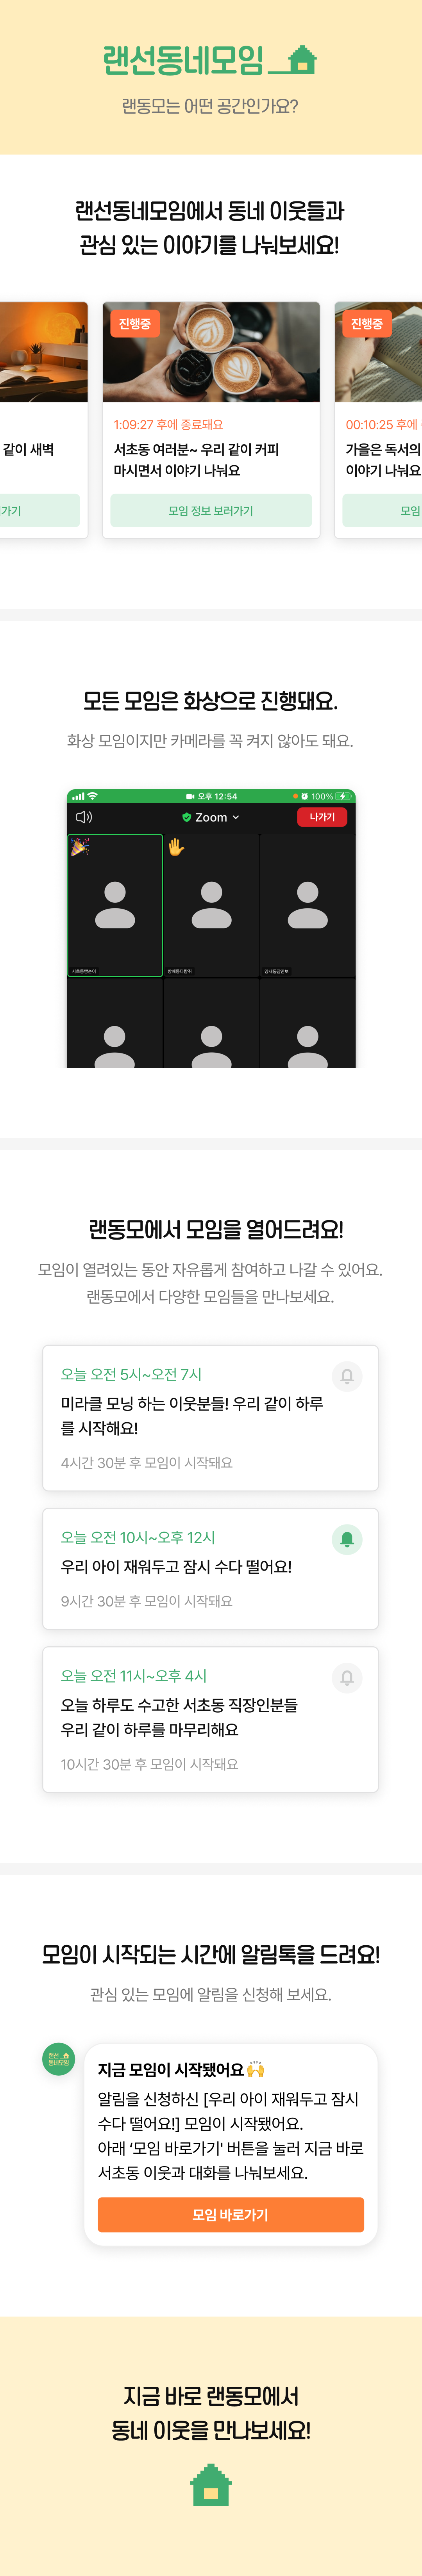 랜선동네모임
랜동모는 어떤 공간인가요?
랜선동네모임에서 동네 이웃들과
관심 있는 이야기를 나눠보세요!
같이 새벽
가기
진행중
1:09:27 후에 종료돼요
서초동 여러분~ 우리 같이 커피
마시면서 이야기 나눠요
모임 정보 보러가기
진행중
00:10:25 후에
가을은 독서의
이야기 나눠요
모임
모든 모임은 화상으로 진행돼요.
화상 모임이지만 카메라를 꼭 켜지 않아도 돼요.
오후 12:54
100%
Zoom
나가기
서초동빵순이
랜동모에서 모임을 열어드려요!
모임이 열려있는 동안 자유롭게 참여하고 나갈 수 있어요.
랜동모에서 다양한 모임들을 만나보세요.
오늘 오전 5시~오전 7시
미라클 모닝 하는 이웃분들! 우리 같이 하루
를 시작해요!
4시간 30분 후 모임이 시작돼요
오늘 오전 10시~오후 12시
우리 아이 재워두고 잠시 수다 떨어요!
9시간 30분 후 모임이 시작돼요
오늘 오전 11시~오후 4시
오늘 하루도 수고한 서초동 직장인분들
우리 같이 하루를 마무리해요
10시간 30분 후 모임이 시작돼요
모임이 시작되는 시간에 알림톡을 드려요!
관심 있는 모임에 알림을 신청해 보세요.
랜선
동네모임
지금 모임이 시작됐어요🙌
알림을 신청하신 [우리 아이 재워두고 잠시
수다 떨어요!] 모임이 시작됐어요.
아래 ‘모임 바로가기' 버튼을 눌러 지금 바로
서초동 이웃과 대화를 나눠보세요.
모임 바로가기
지금 바로 랜동모에서
동네 이웃을 만나보세요!